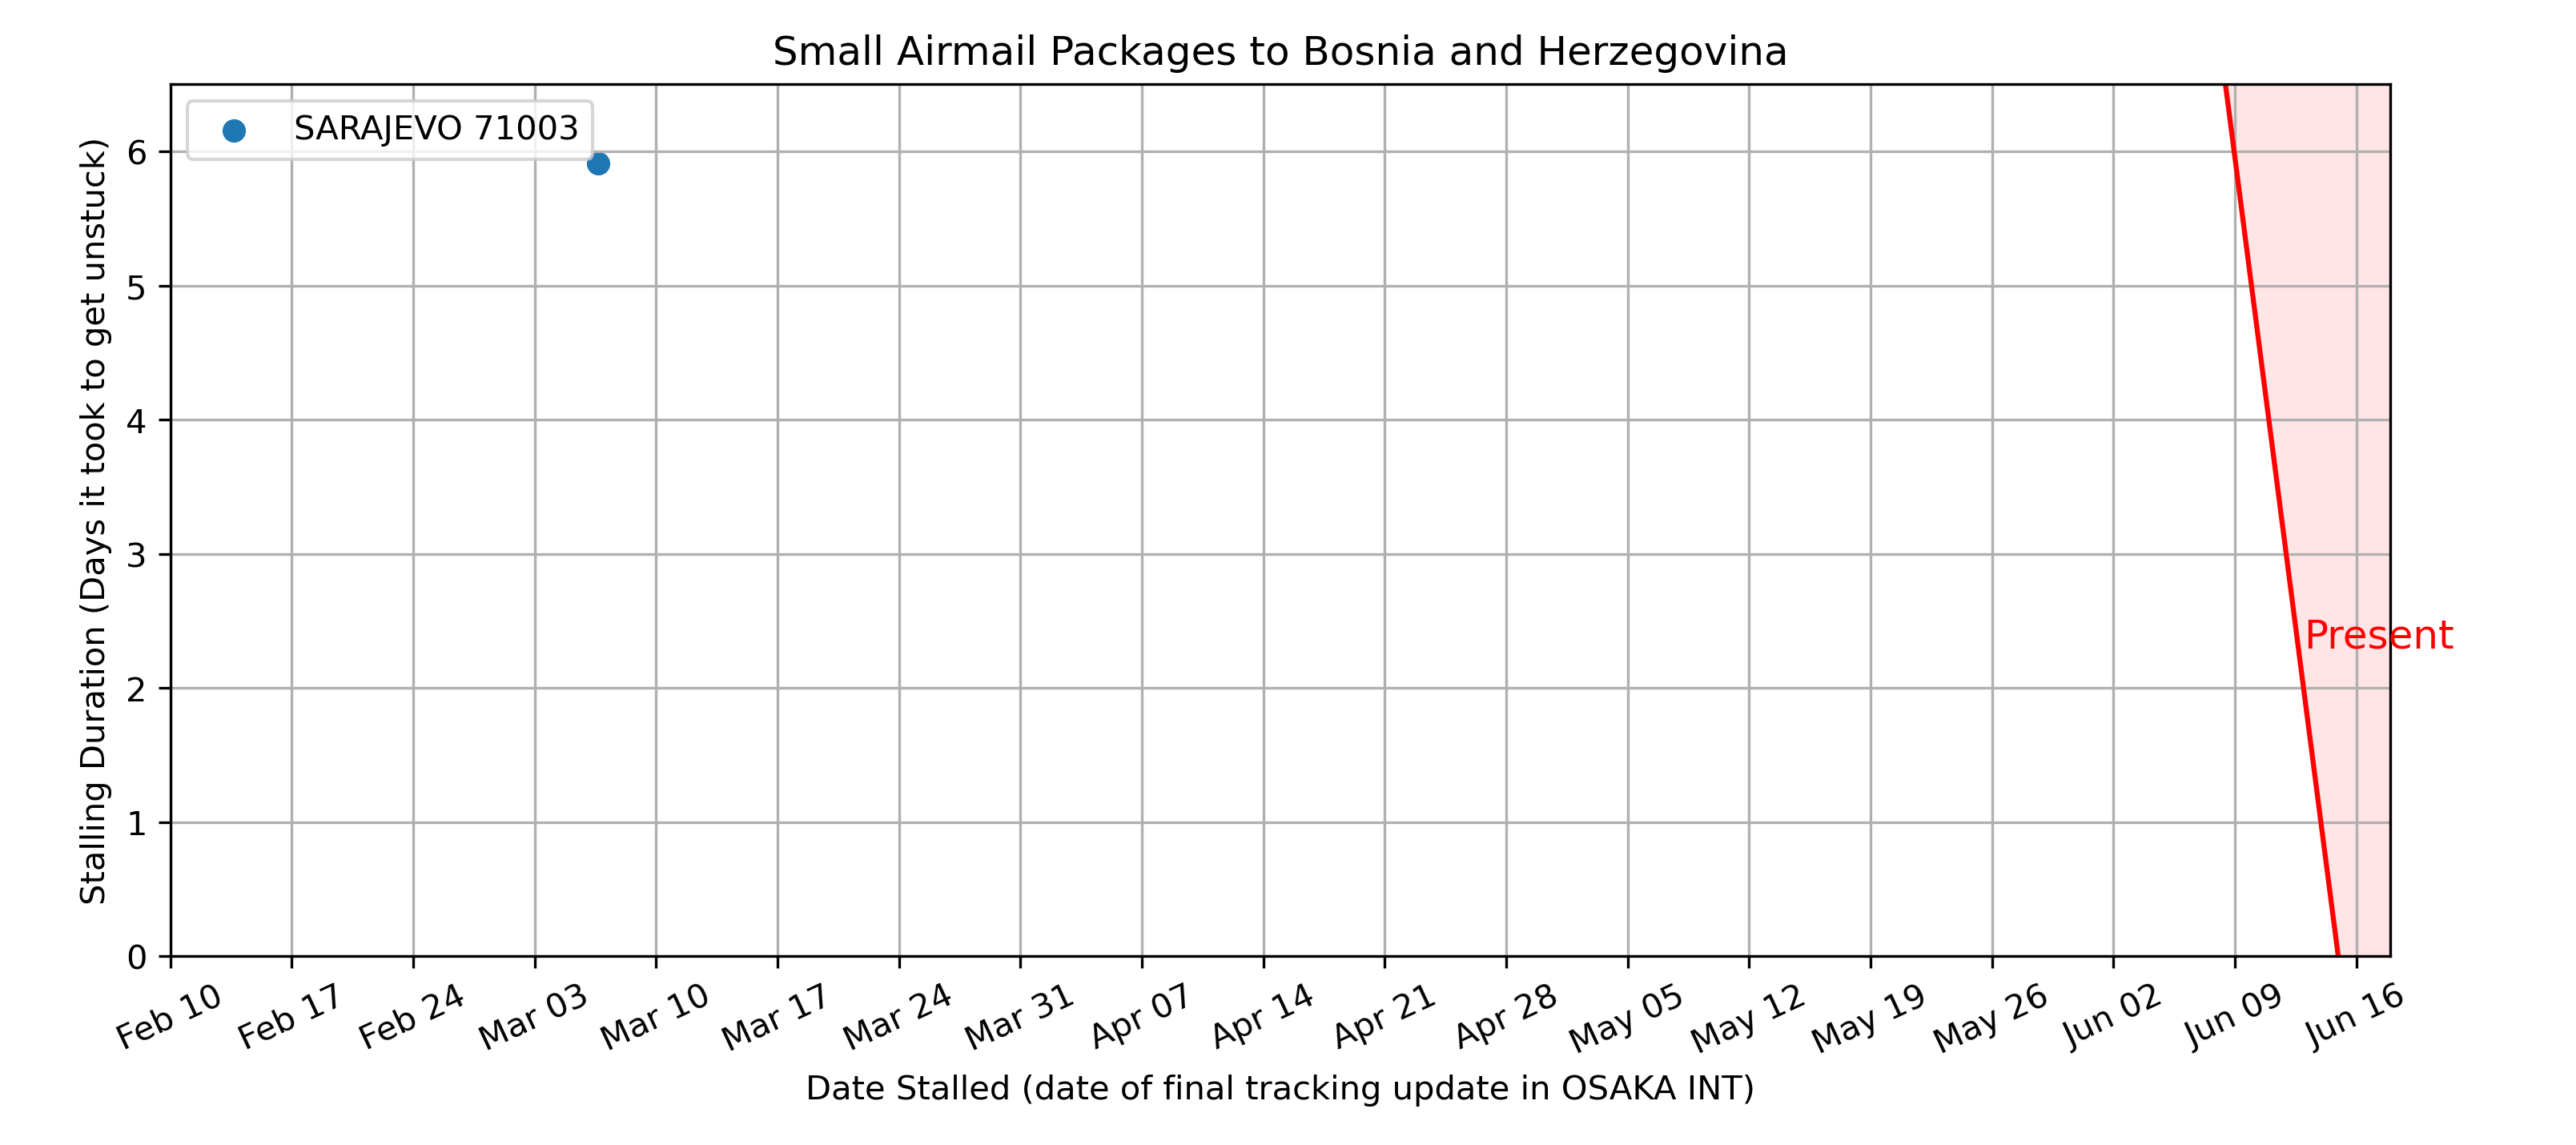 Small Airmail Packages to Bosnia and Herzegovina
SARAJEVO 71003
Stalling Duration (Days it took to get unstuck)
6
5
4
3
2
1
0
Present
Feb 10 Feb 17 Feb 24 Mar 03 Mar 10 Mar 17 Mar 24 Mar 31 Apr 07 Apr 14 Apr 21 Apr 28 May 05 May 12 May 19 May 26 Jun 02 Jun 09 Jun 16
Date Stalled (date of final tracking update in OSAKA INT)